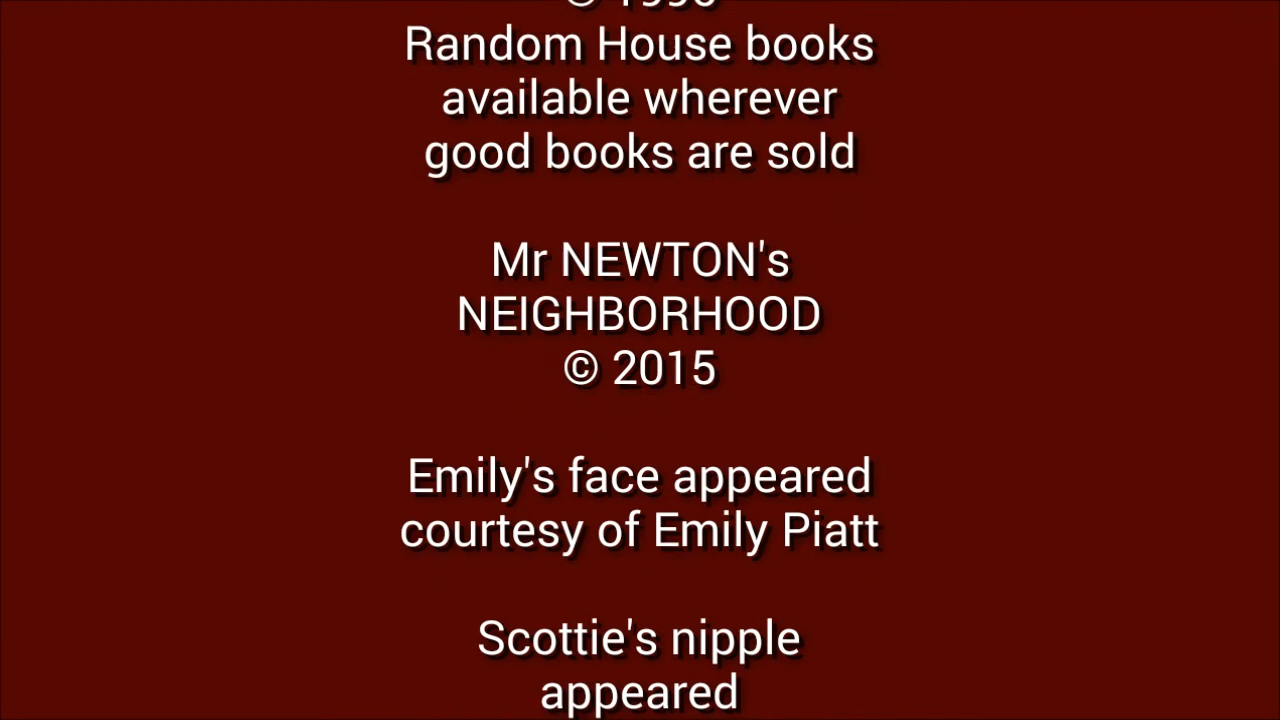 Random House books
available wherever
good books are sold
Mr NEWTON's
NEIGHBORHOOD
© 2015
Emily's face appeared
courtesy of Emily Piatt
Scottie's nipple
appeared